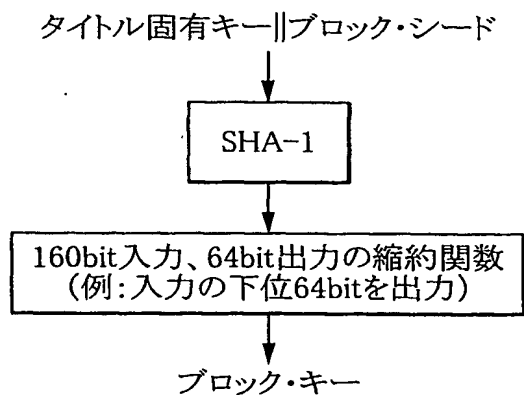 タイトル固有キー||ブロック・シード
SHA-1
160bit入力、64bit出力の縮約関数
(例:入力の下位64bitを出力)
ブロック・キー